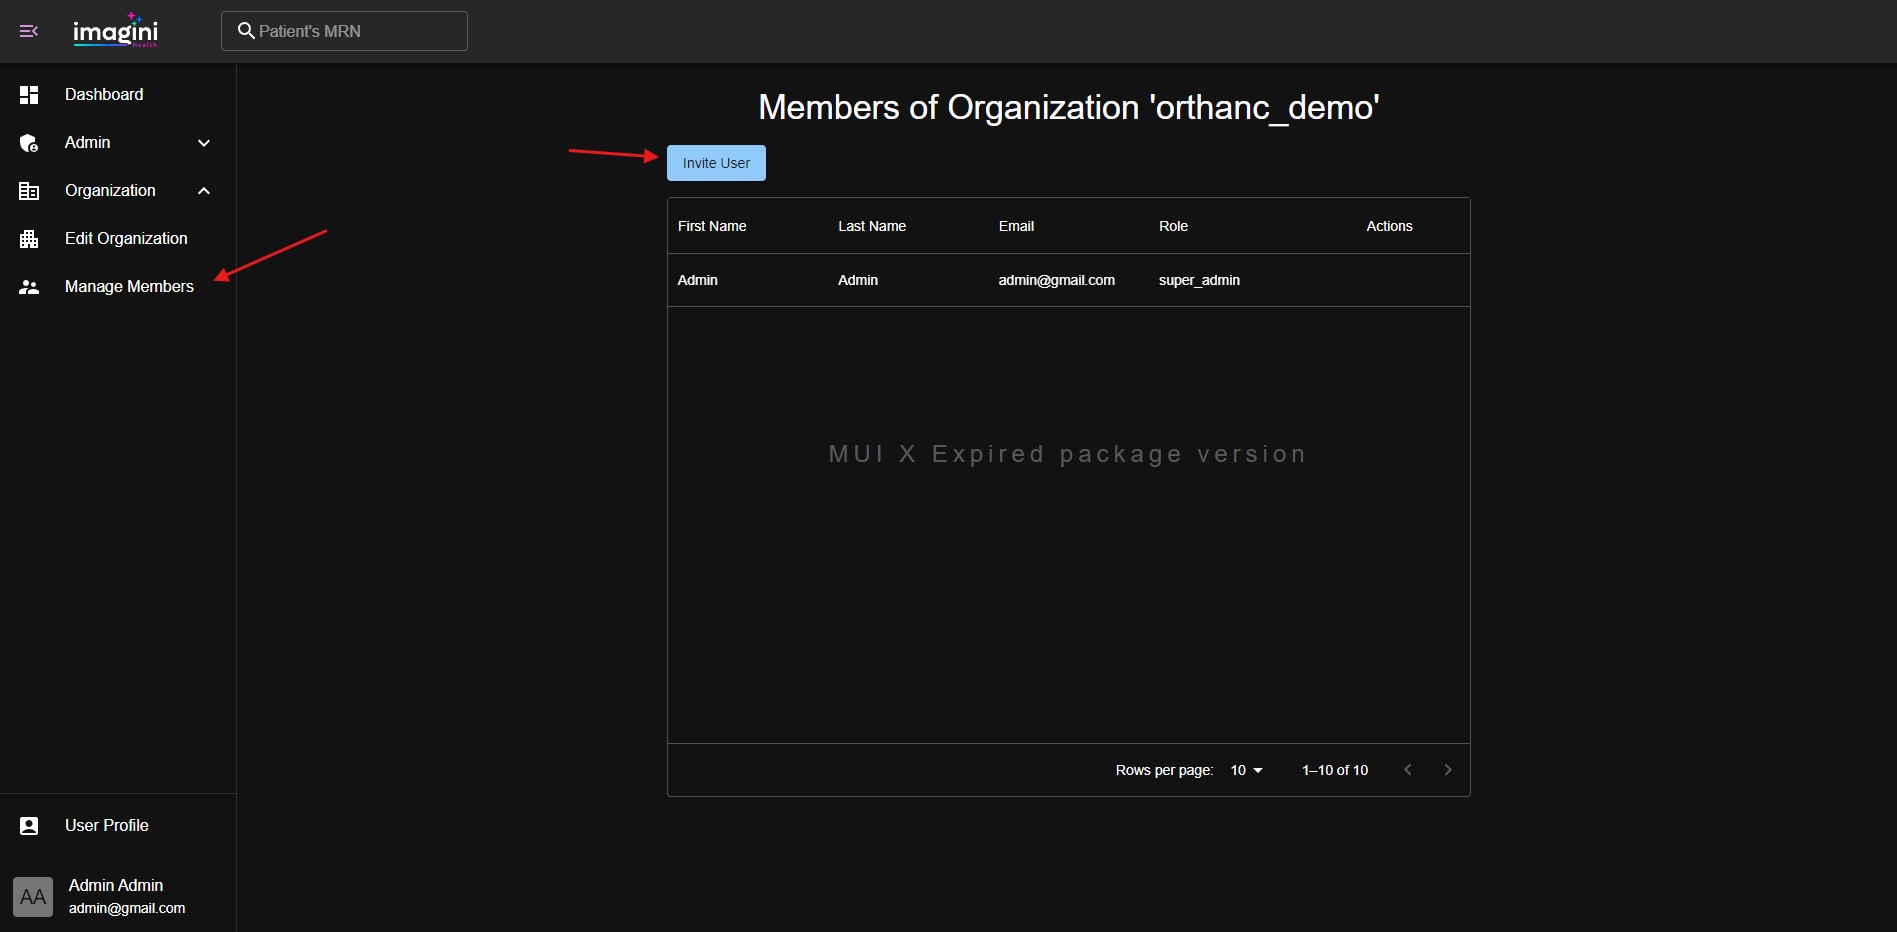 imagini
Health
Patient's MRN
Dashboard
Admin
Organization
Edit Organization
Manage Members
Members of Organization 'orthanc_demo'
Invite User
First Name Last Name Email Role Actions
Admin Admin admin@gmail.com super_admin
MUI X Expired package version
Rows per page: 10 1–10 of 10
User Profile
AA
Admin Admin
admin@gmail.com